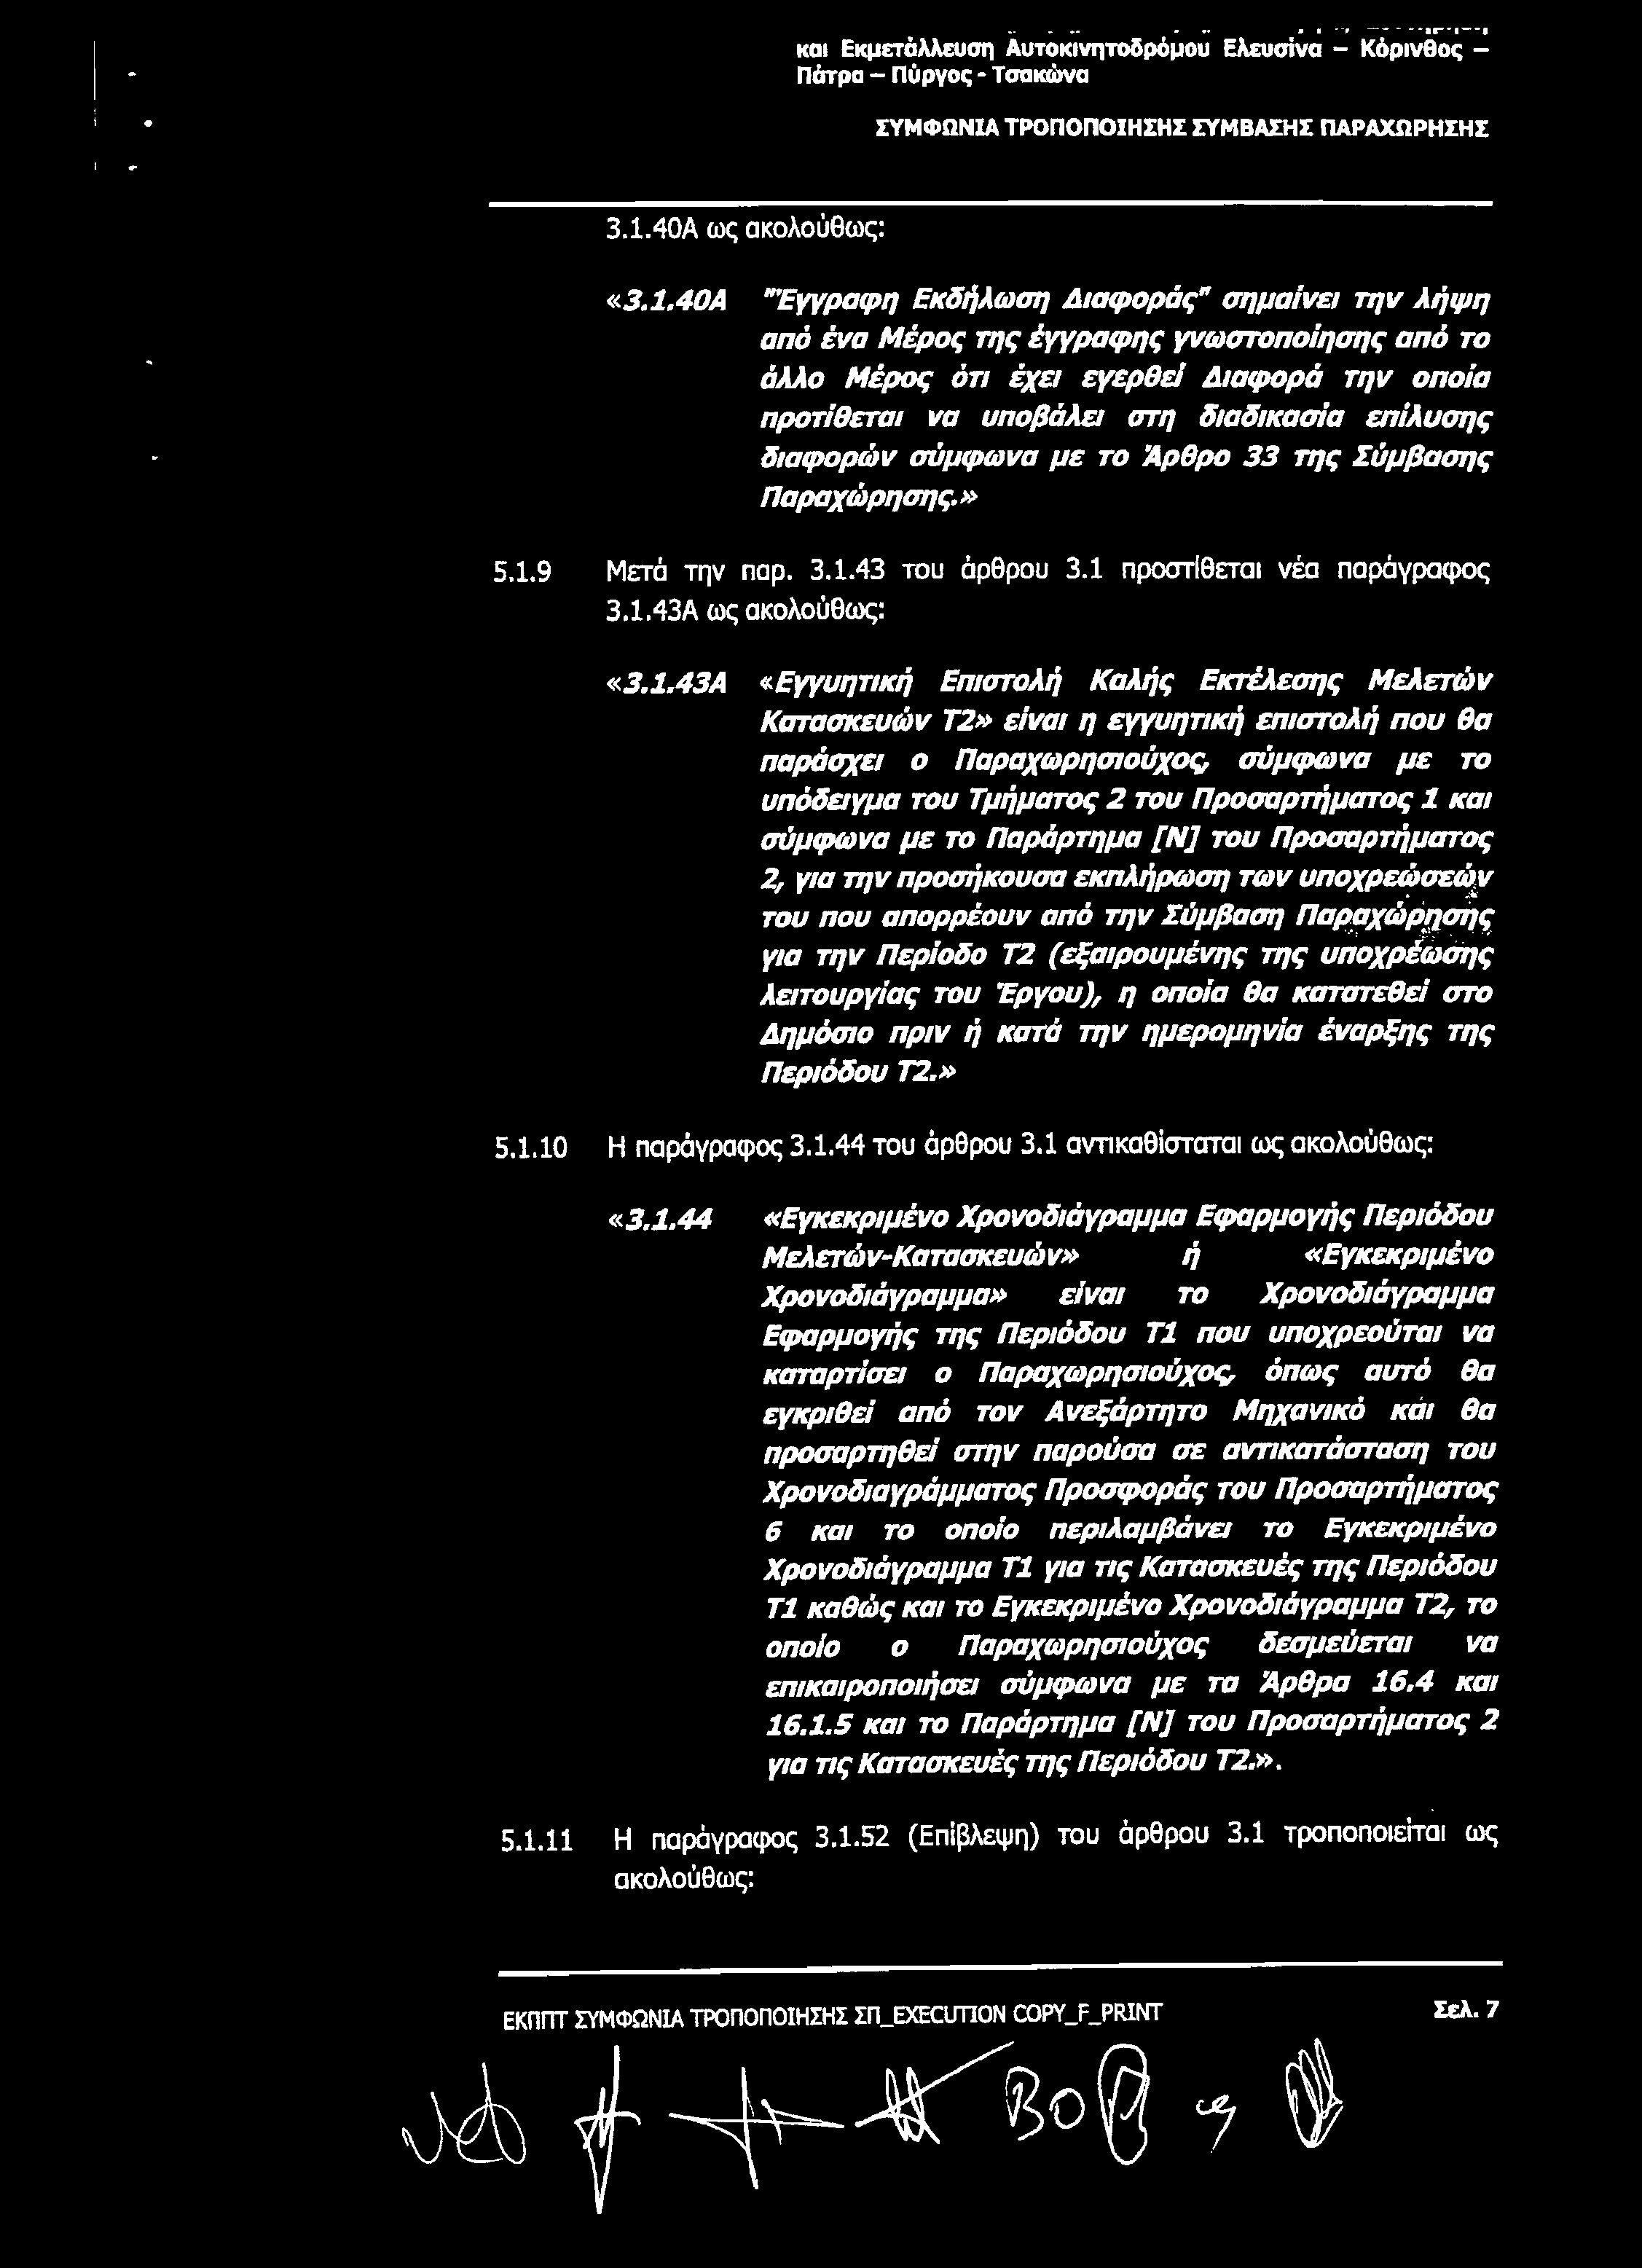 και Εκμετάλλευση Αυτοκινητοδρόμου Ελευσίνα – Κόρινθος –
Πάτρα – Πύργος - Τσακώνα
ΣΥΜΦΩΝΙΑ ΤΡΟΠΟΠΟΙΗΣΗΣ ΣΥΜΒΑΣΗΣ ΠΑΡΑΧΩΡΗΣΗΣ
3.1.40Α ως ακολούθως:
«3.1.40Α "Έγγραφη Εκδήλωση Διαφοράς" σημαίνει την λήψη
από ένα Μέρος της έγγραφης γνωστοποίησης από το
άλλο Μέρος ότι έχει εγερθεί Διαφορά την οποία
προτίθεται να υποβάλει στη διαδικασία επίλυσης
διαφορών σύμφωνα με το Άρθρο 33 της Σύμβασης
Παραχώρησης.»
5.1.9 Μετά την παρ. 3.1.43 του άρθρου 3.1 προστίθεται νέα παράγραφος
3.1.43Α ως ακολούθως:
«3.1.43Α «Εγγυητική Επιστολή Καλής Εκτέλεσης Μελετών
Κατασκευών Τ2» είναι η εγγυητική επιστολή που θα
παράσχει ο Παραχωρησιούχος, σύμφωνα με το
υπόδειγμα του Τμήματος 2 του Προσαρτήματος 1 και
σύμφωνα με το Παράρτημα [Ν] του Προσαρτήματος
2, για την προσήκουσα εκπλήρωση των υποχρεώσεών
του που απορρέουν από την Σύμβαση Παραχώρησης
για την Περίοδο Τ2 (εξαιρουμένης της υποχρέωσης
λειτουργίας του Έργου), η οποία θα κατατεθεί στο
Δημόσιο πριν ή κατά την ημερομηνία έναρξης της
Περιόδου Τ2.»
5.1.10 Η παράγραφος 3.1.44 του άρθρου 3.1 αντικαθίσταται ως ακολούθως:
«3.1.44 «Εγκεκριμένο Χρονοδιάγραμμα Εφαρμογής Περιόδου
Μελετών-Κατασκευών» ή «Εγκεκριμένο
Χρονοδιάγραμμα» είναι το Χρονοδιάγραμμα
Εφαρμογής της Περιόδου Τ1 που υποχρεούται να
καταρτίσει ο Παραχωρησιούχος, όπως αυτό θα
εγκριθεί από τον Ανεξάρτητο Μηχανικό και θα
προσαρτηθεί στην παρούσα σε αντικατάσταση του
Χρονοδιαγράμματος Προσφοράς του Προσαρτήματος
6 και το οποίο περιλαμβάνει το Εγκεκριμένο
Χρονοδιάγραμμα Τ1 για τις Κατασκευές της Περιόδου
Τ1 καθώς και το Εγκεκριμένο Χρονοδιάγραμμα Τ2, το
οποίο ο Παραχωρησιούχος δεσμεύεται να
επικαιροποιήσει σύμφωνα με τα Άρθρα 16.4 και
16.1.5 και το Παράρτημα [Ν] του Προσαρτήματος 2
για τις Κατασκευές της Περιόδου Τ2.».
5.1.11 Η παράγραφος 3.1.52 (Επίβλεψη) του άρθρου 3.1 τροποποιείται ως
ακολούθως:
ΕΚΠΠΤ ΣΥΜΦΩΝΙΑ ΤΡΟΠΟΠΟΙΗΣΗΣ ΣΠ_EXECUTION COPY_F_PRINT Σελ. 7